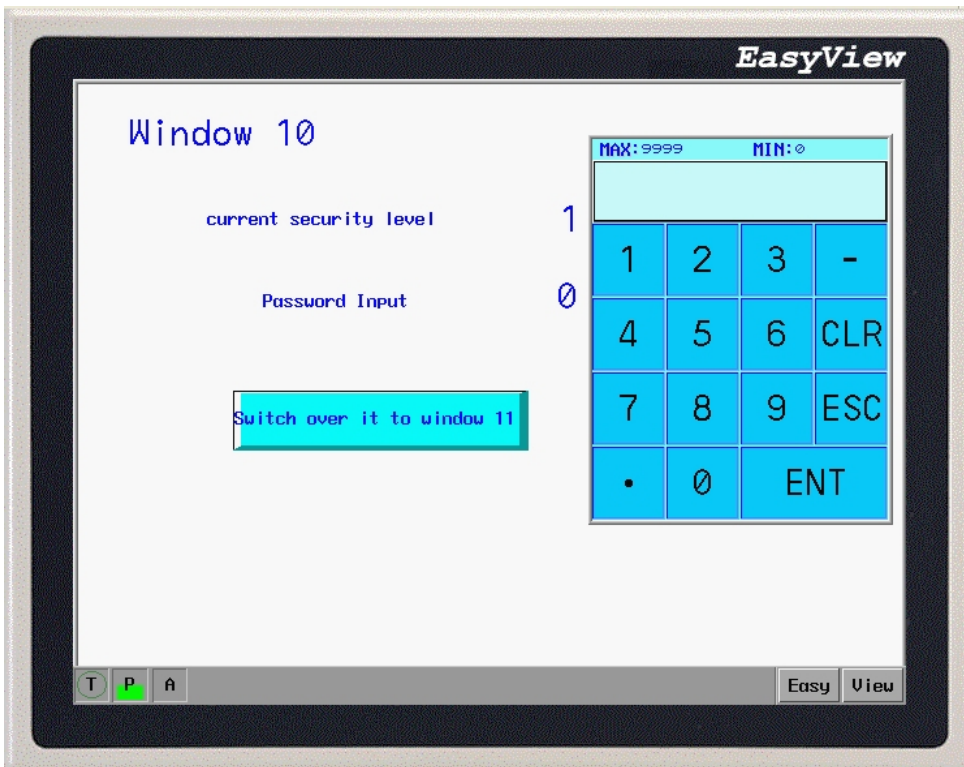 EasyView
Window 10
current security level 1
Password Input 0
Switch over it to window 11
MAX:9999 MIN:0
1 2 3 -
4 5 6 CLR
7 8 9 ESC
. 0 ENT
T P A Easy View